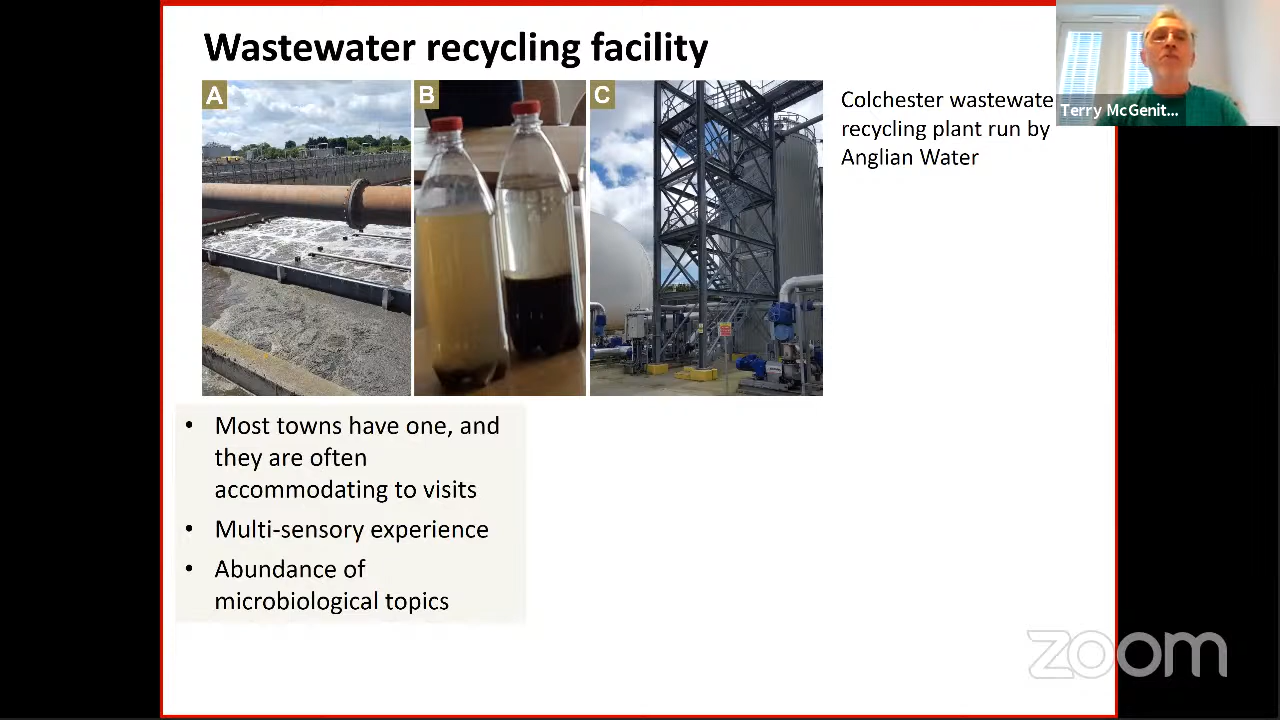 Wastewater recycling facility
A
B
C
Colchester wastewate
recycling plant run by
Anglian Water
Terry McGenit...
• Most towns have one, and
they are often
accommodating to visits
• Multi-sensory experience
• Abundance of
microbiological topics
zoom